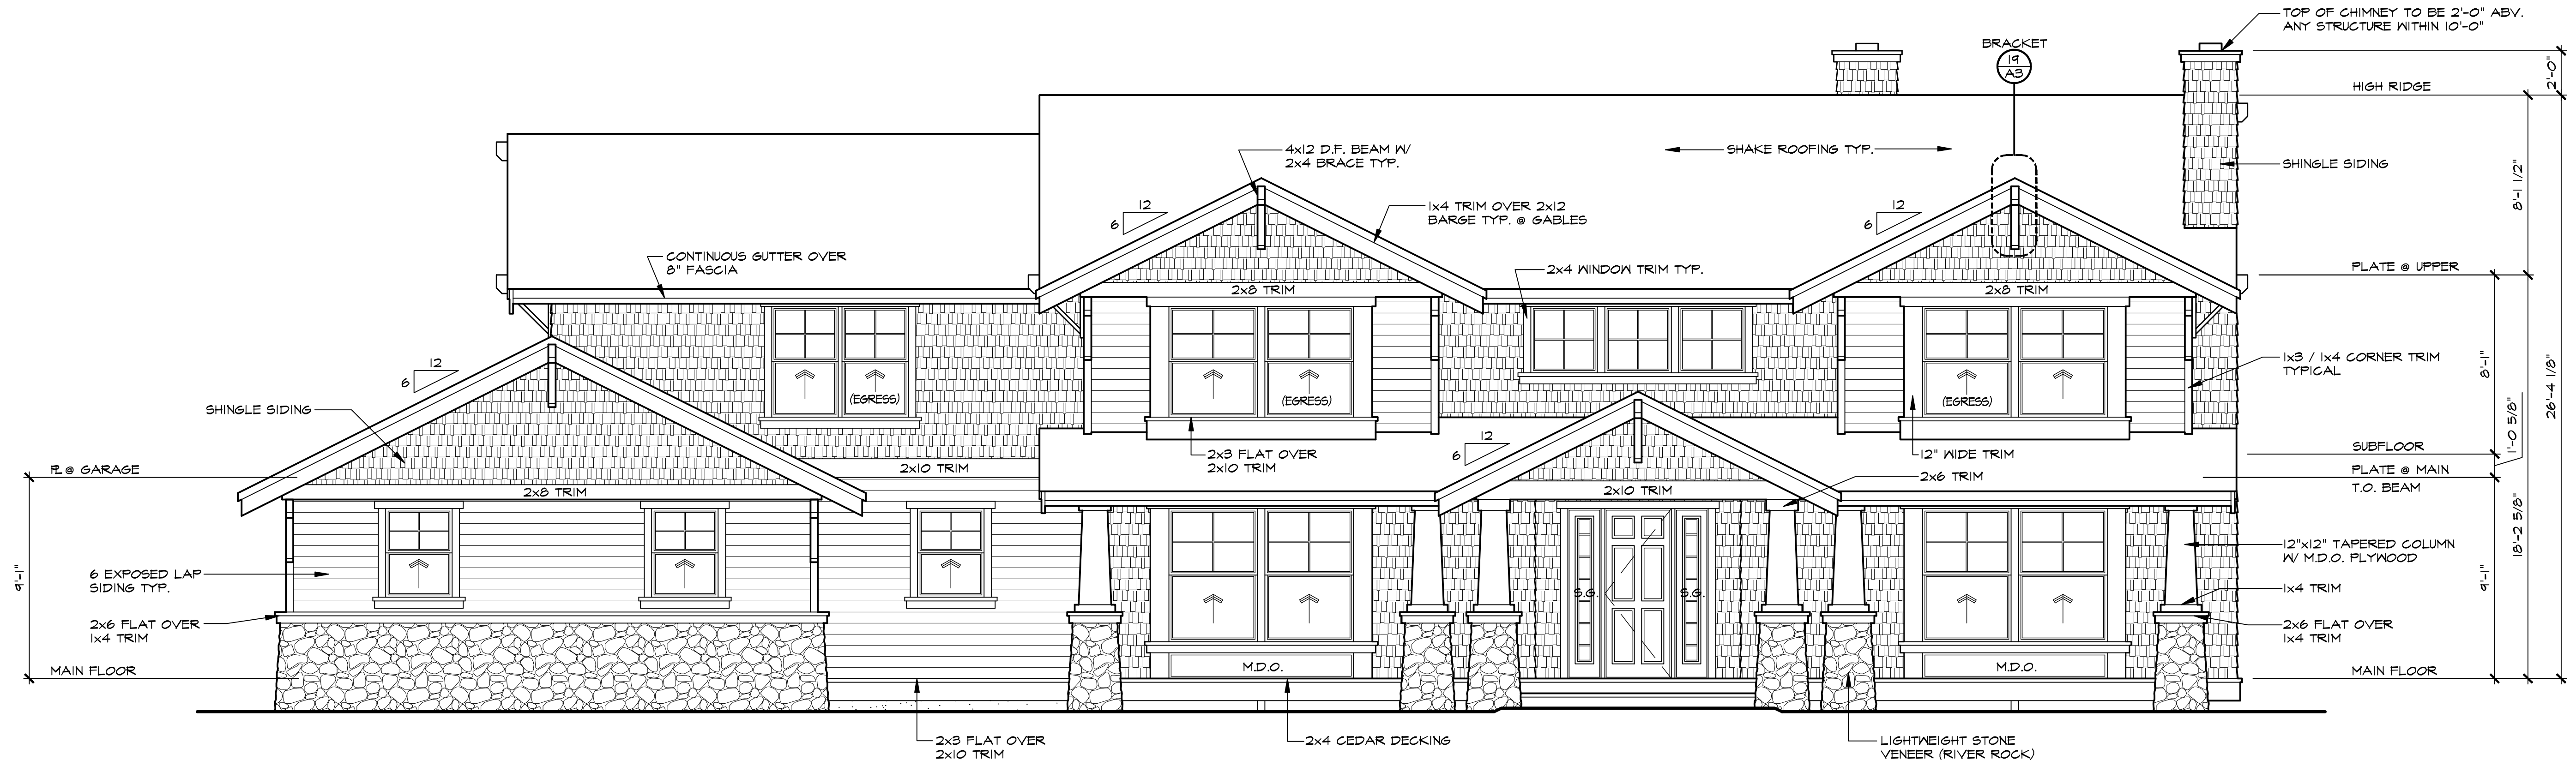 TOP OF CHIMNEY TO BE 2'-0" ABV.
ANY STRUCTURE WITHIN 10'-0"
BRACKET
19
A3
2'-0"
HIGH RIDGE
4x12 D.F. BEAM W/
2x4 BRACE TYP.
SHAKE ROOFING TYP.
SHINGLE SIDING
8'-1 1/2"
12
6
1x4 TRIM OVER 2x12
BARGE TYP. @ GABLES
12
6
CONTINUOUS GUTTER OVER
8" FASCIA
2x4 WINDOW TRIM TYP.
PLATE @ UPPER
2x8 TRIM
2x8 TRIM
12
6
1x3 / 1x4 CORNER TRIM
TYPICAL
8'-1"
26'-4 1/8"
(EGRESS)
(EGRESS)
(EGRESS)
SHINGLE SIDING
1'-0 5/8"
12
6
2x3 FLAT OVER
2x10 TRIM
12" WIDE TRIM
SUBFLOOR
PL @ GARAGE
2x10 TRIM
PLATE @ MAIN
2x6 TRIM
T.O. BEAM
2x8 TRIM
2x10 TRIM
18'-2 5/8"
12"x12" TAPERED COLUMN
W/ M.D.O. PLYWOOD
9'-1"
6 EXPOSED LAP
SIDING TYP.
9'-1"
S.G.
S.G.
1x4 TRIM
2x6 FLAT OVER
1x4 TRIM
2x6 FLAT OVER
1x4 TRIM
MAIN FLOOR
M.D.O.
M.D.O.
MAIN FLOOR
2x3 FLAT OVER
2x10 TRIM
2x4 CEDAR DECKING
LIGHTWEIGHT STONE
VENEER (RIVER ROCK)